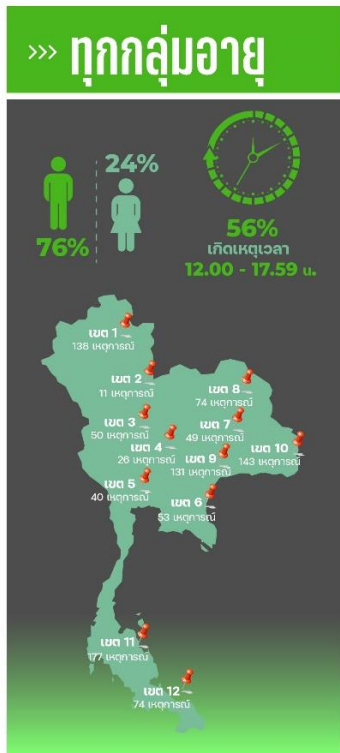 >>> ทุกกลุ่มอายุ
24%
76%
56%
เกิดเหตุเวลา
12.00 - 17.59 น.
เขต 1
138 เหตุการณ์
เขต 2
11 เหตุการณ์
เขต 8
74 เหตุการณ์
เขต 3
50 เหตุการณ์
เขต 7
49 เหตุการณ์
เขต 4
26 เหตุการณ์
เขต 10
143 เหตุการณ์
เขต 9
131 เหตุการณ์
เขต 5
40 เหตุการณ์
เขต 6
53 เหตุการณ์
เขต 11
177 เหตุการณ์
เขต 12
74 เหตุการณ์